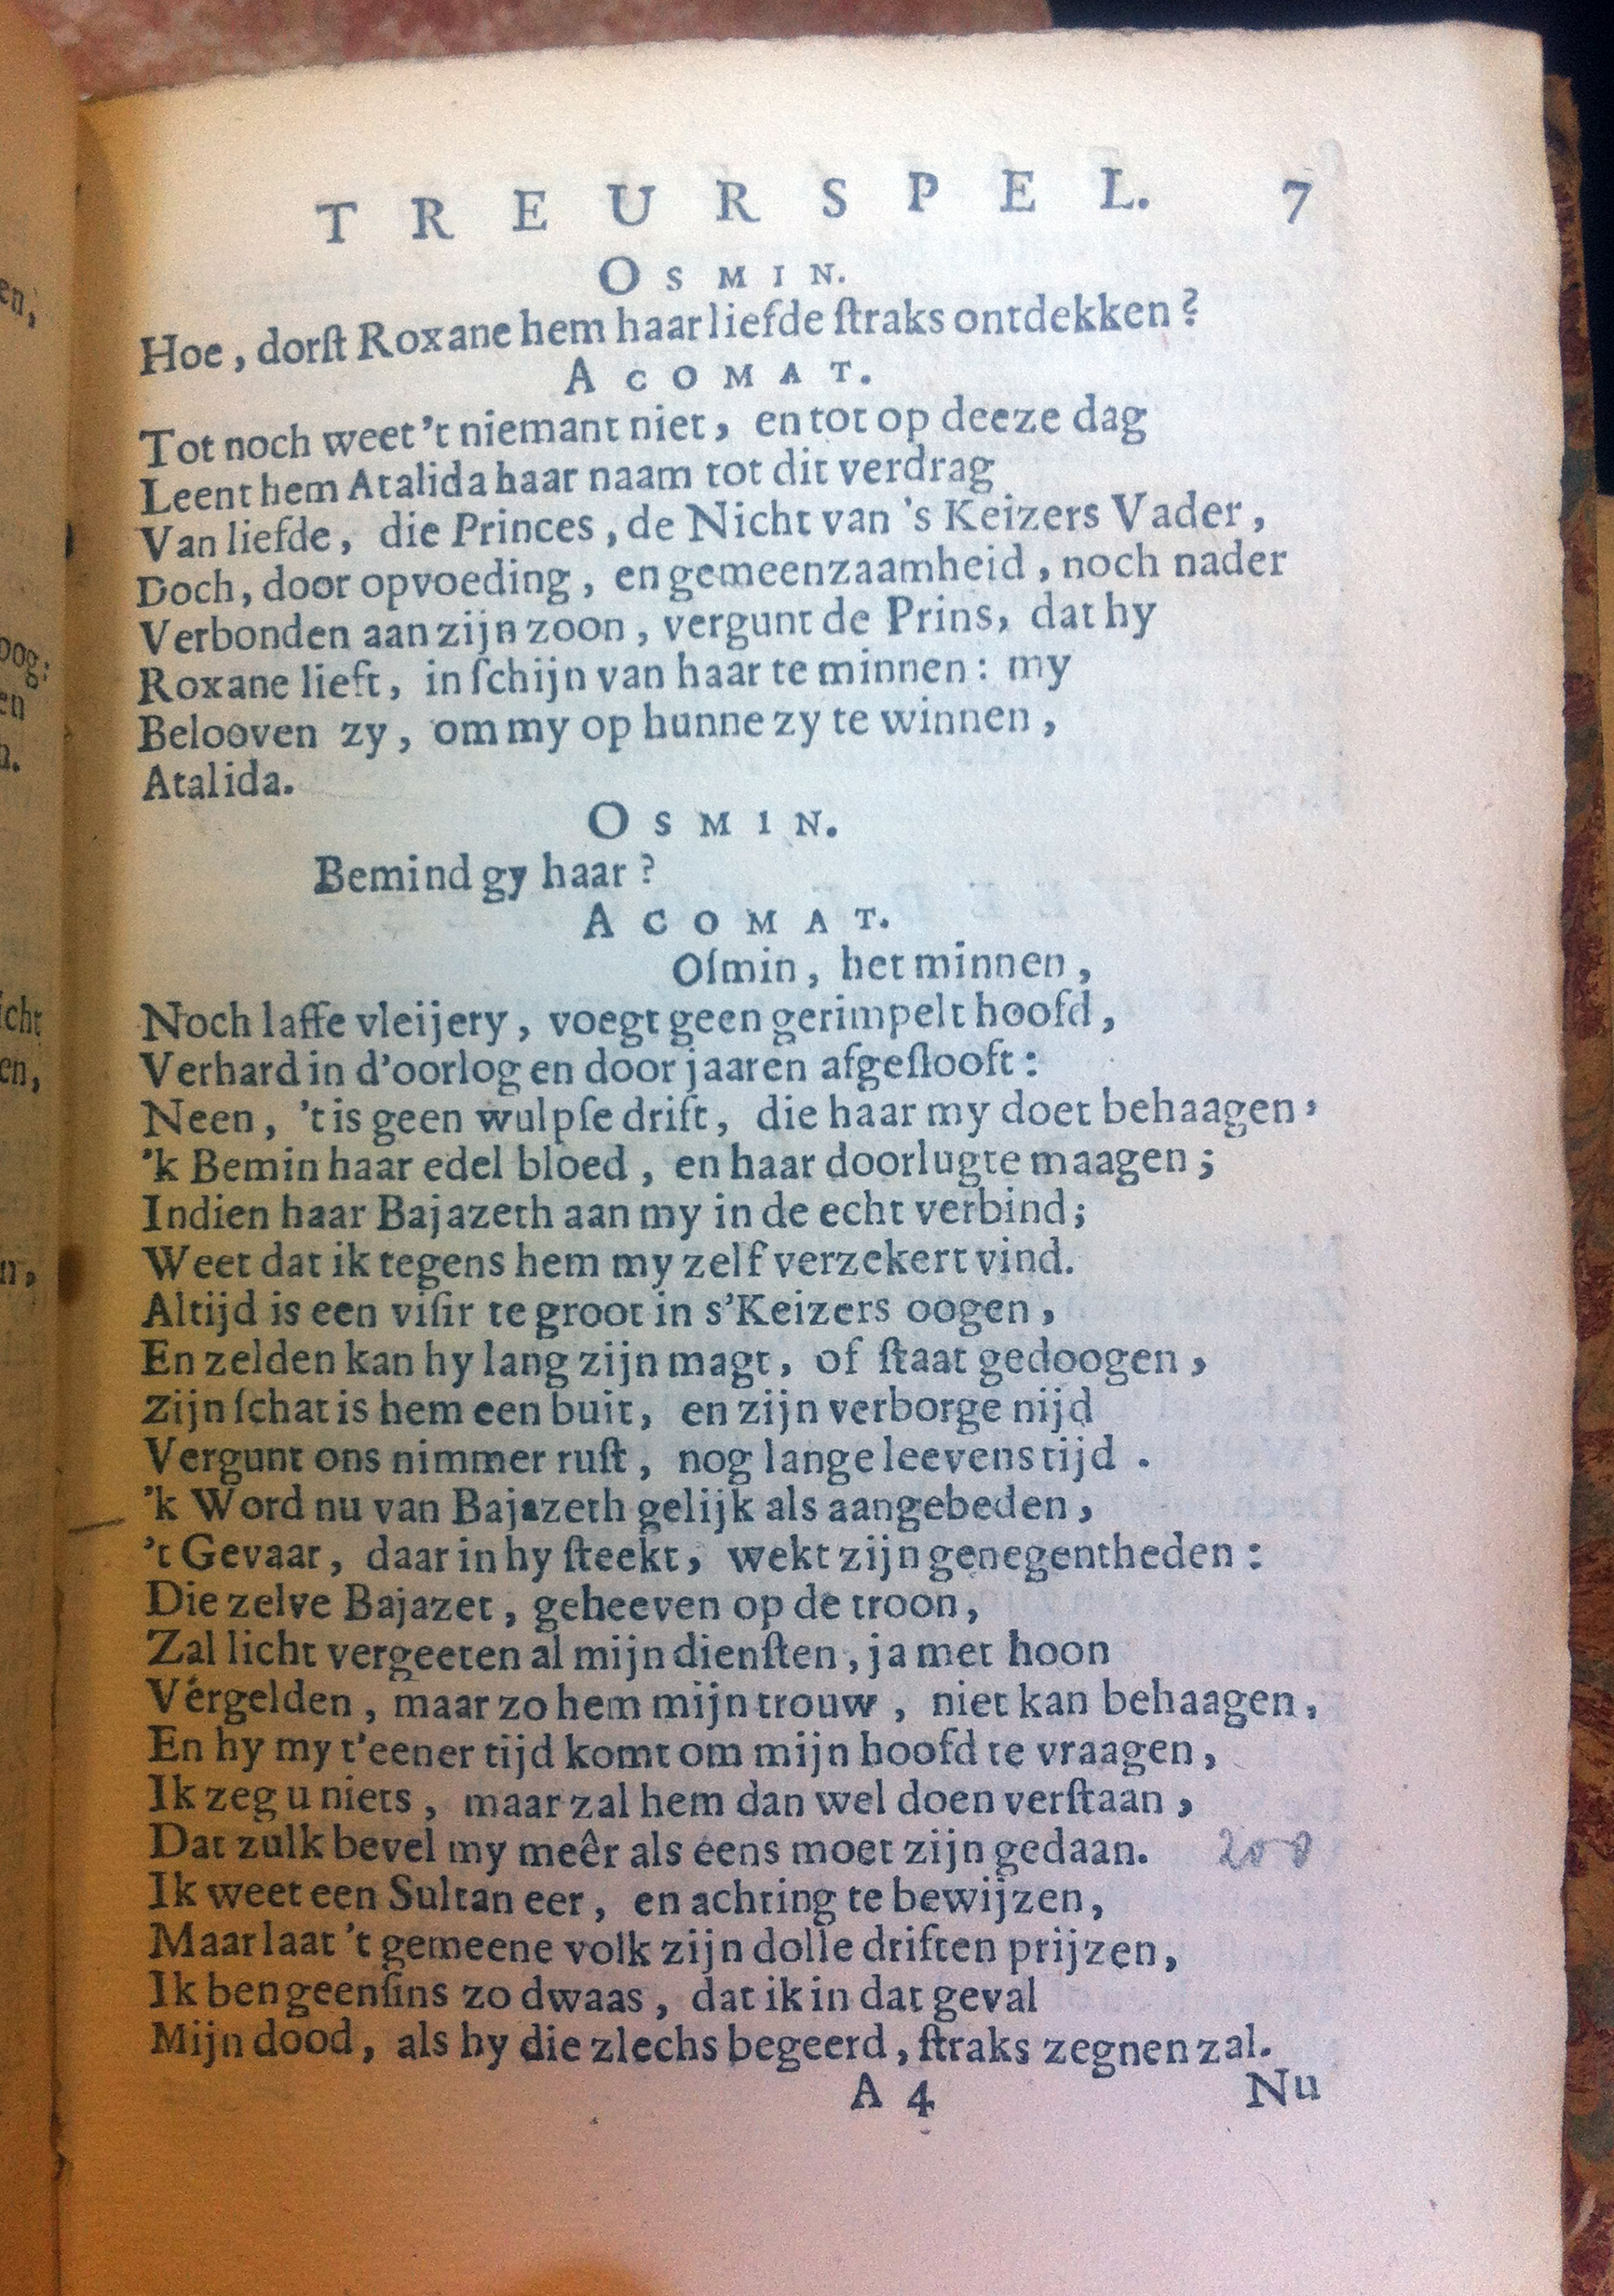 TREURSPEL. 7
OSMIN.
Hoe, dorſt Roxane hem haar liefde ſtraks ontdekken?
ACOMAT.
Tot noch weet 't niemant niet, en tot op deeze dag
Leent hem Atalida haar naam tot dit verdrag
Van liefde, die Princes, de Nicht van 's Keizers Vader,
Doch, door opvoeding, en gemeenzaamheid, noch nader
Verbonden aan zijn zoon, vergunt de Prins, dat hy
Roxane lieft, in ſchijn van haar te minnen: my
Belooven zy, om my op hunne zy te winnen,
Atalida.
OSMIN.
Bemind gy haar?
ACOMAT.
Oſmin, het minnen,
Noch laffe vleijery, voegt geen gerimpelt hoofd,
Verhard in d'oorlog en door jaaren afgeſlooft:
Neen, 't is geen wulpſe drift, die haar my doet behaagen,
'k Bemin haar edel bloed, en haar doorlugte maagen;
Indien haar Bajazeth aan my in de echt verbind;
Weet dat ik tegens hem my zelf verzekert vind.
Altijd is een viſir te groot in s'Keizers oogen,
En zelden kan hy lang zijn magt, of ſtaat gedoogen,
Zijn ſchat is hem een buit, en zijn verborge nijd
Vergunt ons nimmer ruſt, nog lange leevens tijd.
'k Word nu van Bajazeth gelijk als aangebeden,
't Gevaar, daar in hy ſteekt, wekt zijn genegentheden:
Die zelve Bajazet, geheeven op de troon,
Zal licht vergeeten al mijn dienſten, ja met hoon
Vergelden, maar zo hem mijn trouw, niet kan behaagen,
En hy my t'eener tijd komt om mijn hoofd te vraagen,
Ik zeg u niets, maar zal hem dan wel doen verſtaan,
Dat zulk bevel my meêr als eens moet zijn gedaan. 200
Ik weet een Sultan eer, en achting te bewijzen,
Maar laat 't gemeene volk zijn dolle driften prijzen,
Ik ben geenſins zo dwaas, dat ik in dat geval
Mijn dood, als hy die zlechs begeerd, ſtraks zegnen zal.
A 4 Nu